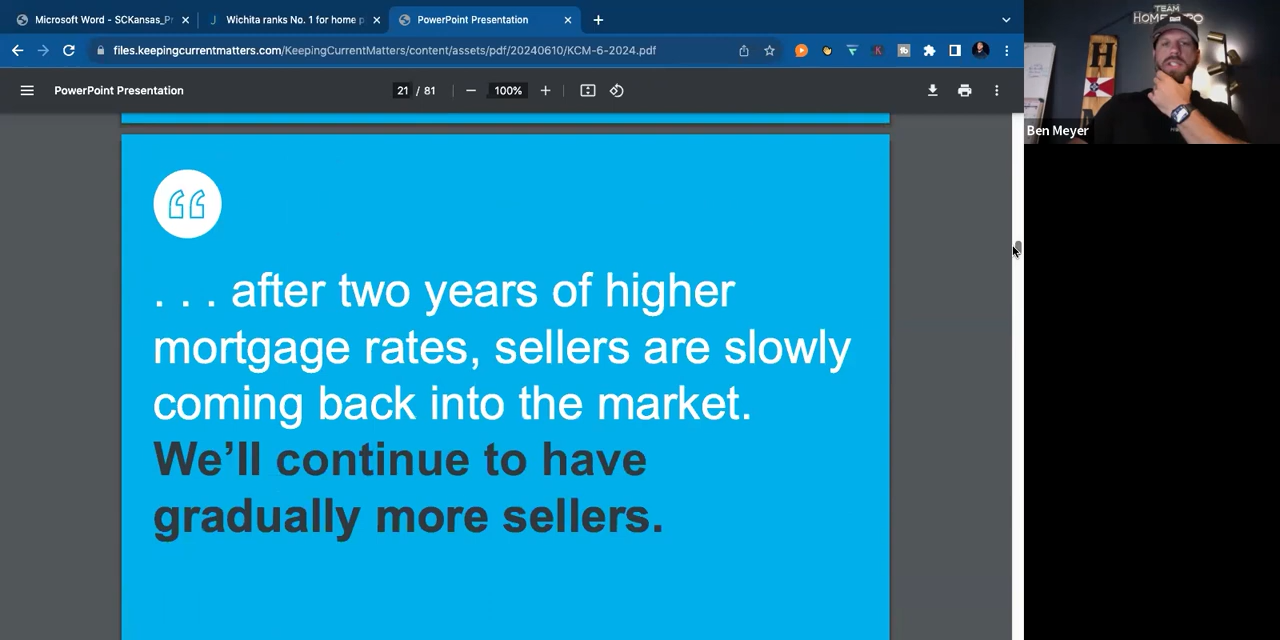 Microsoft Word - SCKansas_Pr
Wichita ranks No. 1 for home p
PowerPoint Presentation
files.keepingcurrentmatters.com/KeepingCurrentMatters/content/assets/pdf/20240610/KCM-6-2024.pdf
PowerPoint Presentation
21 / 81
100%
. . . after two years of higher
mortgage rates, sellers are slowly
coming back into the market.
We’ll continue to have
gradually more sellers.
TEAM
H
Ben Meyer